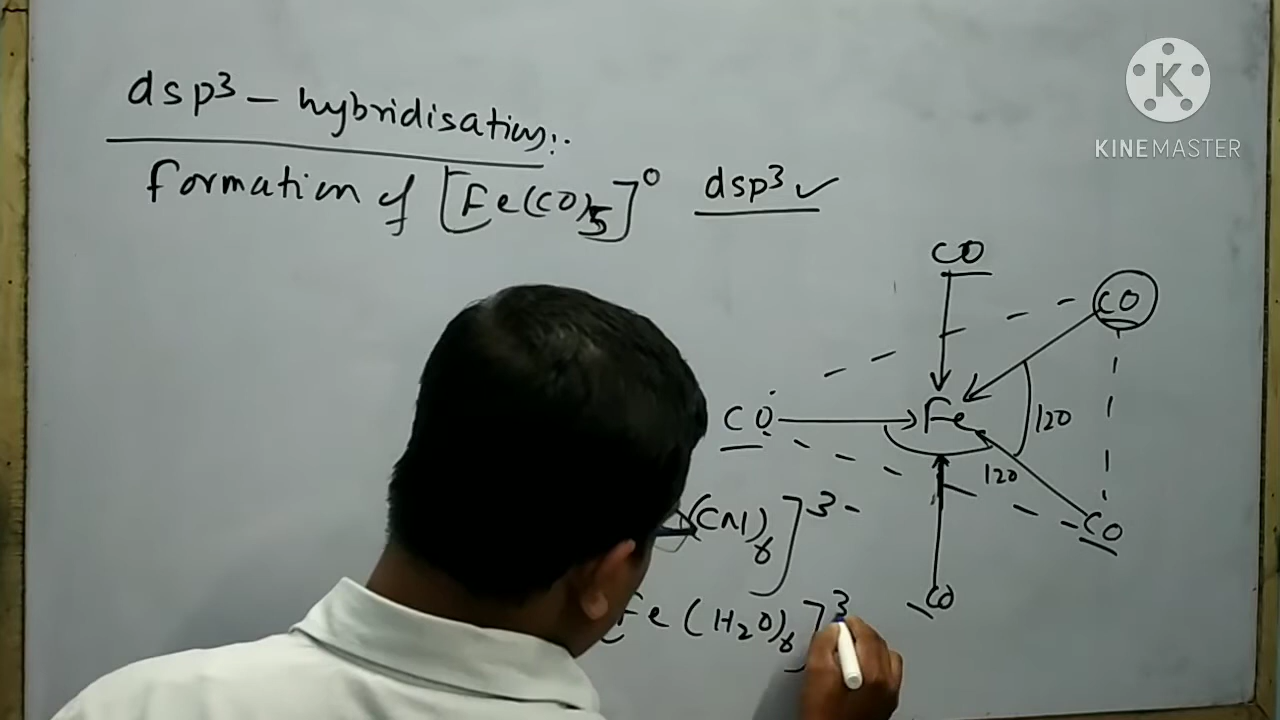 dsp³ - hybridisation:.
Formation of [Fe(CO)5]⁰ dsp³ ✓
K
KINEMASTER
CO
CO
CO
Fe
120
120
CO
CO
(CN)6]³⁻
Fe(H2O)6]³